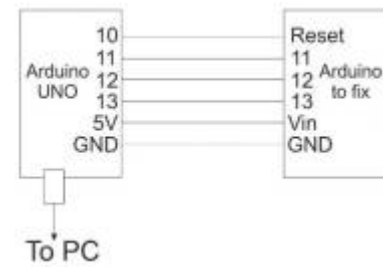 10 Reset
11 11
Arduino UNO 12 12 Arduino to fix
13 13
5V Vin
GND GND
To PC